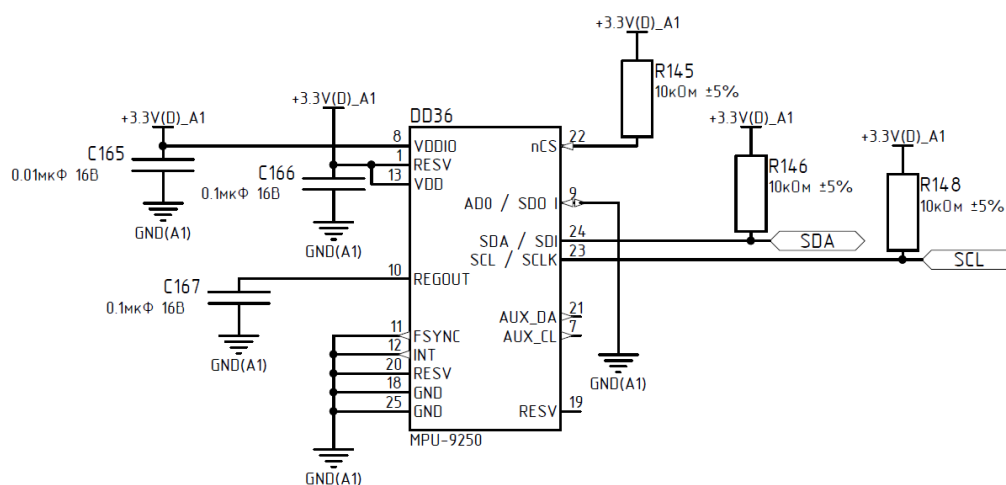 +3.3V(D)_A1
R145
10кОм ±5%
+3.3V(D)_A1
DD36
+3.3V(D)_A1
+3.3V(D)_A1
+3.3V(D)_A1
8 VDDIO
nCS 22
C165
0.01мкФ 16В
1 RESV
C166
0.1мкФ 16В
13 VDD
R146
10кОм ±5%
R148
10кОм ±5%
AD0 / SDO I 9
GND(A1)
GND(A1)
SDA / SDI 24
SDA
SCL / SCLK 23
SCL
10 REGOUT
C167
0.1мкФ 16В
AUX_DA 21
11 FSYNC
AUX_CL 7
12 INT
GND(A1)
20 RESV
GND(A1)
18 GND
25 GND
RESV 19
MPU-9250
GND(A1)